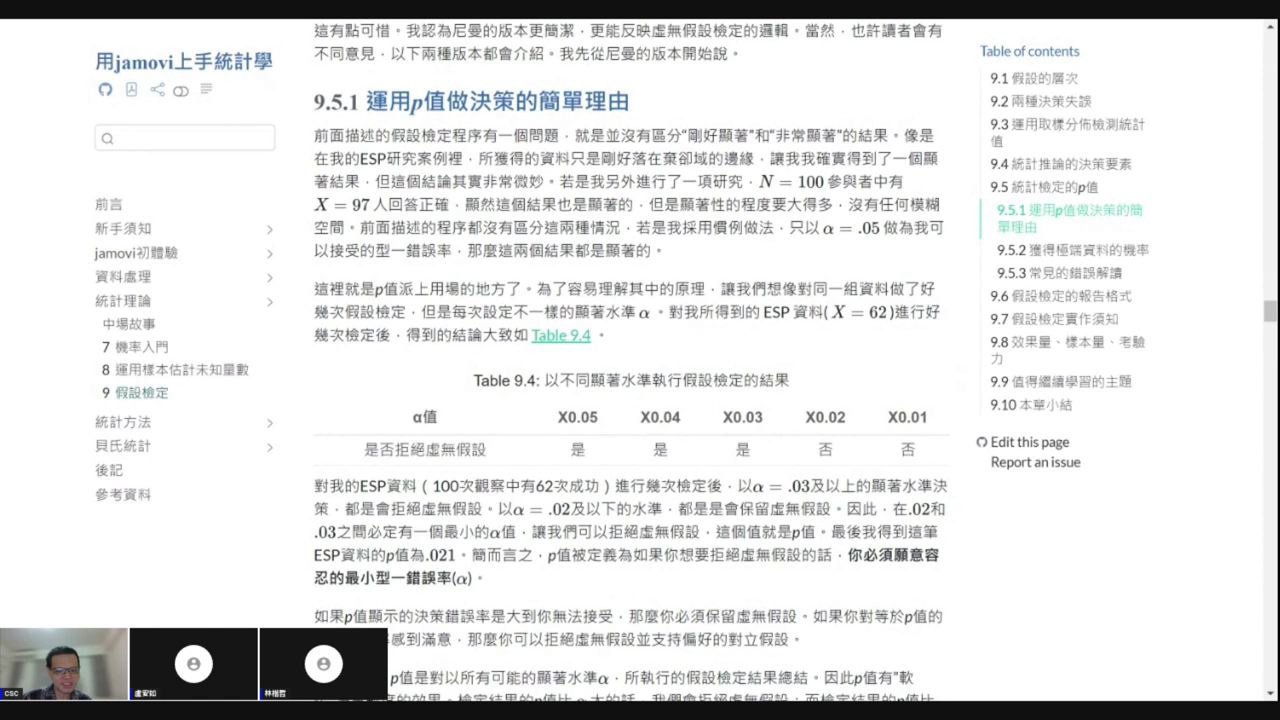 用jamovi上手統計學
前言
新手須知
jamovi初體驗
資料處理
統計理論
中場故事
7 機率入門
8 運用樣本估計未知量數
9 假設檢定
統計方法
貝氏統計
後記
參考資料
這有點可惜。我認為尼曼的版本更簡潔，更能反映虛無假設檢定的邏輯。當然，也許讀者會有
不同意見，以下兩種版本都會介紹。我先從尼曼的版本開始說。
9.5.1 運用p值做決策的簡單理由
前面描述的假設檢定程序有一個問題，就是並沒有區分“剛好顯著”和“非常顯著”的結果。像是
在我的ESP研究案例裡，所獲得的資料只是剛好落在棄卻域的邊緣，讓我我確實得到了一個顯
著結果，但這個結論其實非常微妙。若是我另外進行了一項研究，N = 100 參與者中有
X = 97 人回答正確，顯然這個結果也是顯著的，但是顯著性的程度要大得多，沒有任何模糊
空間。前面描述的程序都沒有區分這兩種情況，若是我採用慣例做法，只以 α = .05 做為我可
以接受的型一錯誤率，那麼這兩個結果都是顯著的。
這裡就是p值派上用場的地方了。為了容易理解其中的原理，讓我們想像對同一組資料做了好
幾次假設檢定，但是每次設定不一樣的顯著水準 α 。對我所得到的 ESP 資料( X = 62 )進行好
幾次檢定後，得到的結論大致如 Table 9.4 。
Table 9.4: 以不同顯著水準執行假設檢定的結果
α值 X0.05 X0.04 X0.03 X0.02 X0.01
是否拒絕虛無假設 是 是 是 否 否
對我的ESP資料（100次觀察中有62次成功）進行幾次檢定後，以α = .03及以上的顯著水準決
策，都是會拒絕虛無假設。以α = .02及以下的水準，都是是會保留虛無假設。因此，在.02和
.03之間必定有一個最小的α值，讓我們可以拒絕虛無假設，這個值就是p值。最後我得到這筆
ESP資料的p值為.021。簡而言之，p值被定義為如果你想要拒絕虛無假設的話，你必須願意容
忍的最小型一錯誤率(α)。
如果p值顯示的決策錯誤率是大到你無法接受，那麼你必須保留虛無假設。如果你對等於p值的
感到滿意，那麼你可以拒絕虛無假設並支持偏好的對立假設。
p值是對以所有可能的顯著水準α，所執行的假設檢定結果總結。因此p值有”軟
Table of contents
9.1 假設的層次
9.2 兩種決策失誤
9.3 運用取樣分佈檢測統計
值
9.4 統計推論的決策要素
9.5 統計檢定的p值
9.5.1 運用p值做決策的簡
單理由
9.5.2 獲得極端資料的機率
9.5.3 常見的錯誤解讀
9.6 假設檢定的報告格式
9.7 假設檢定實作須知
9.8 效果量、樣本量、考驗
力
9.9 值得繼續學習的主題
9.10 本章小結
Edit this page
Report an issue
CSC
盧安如